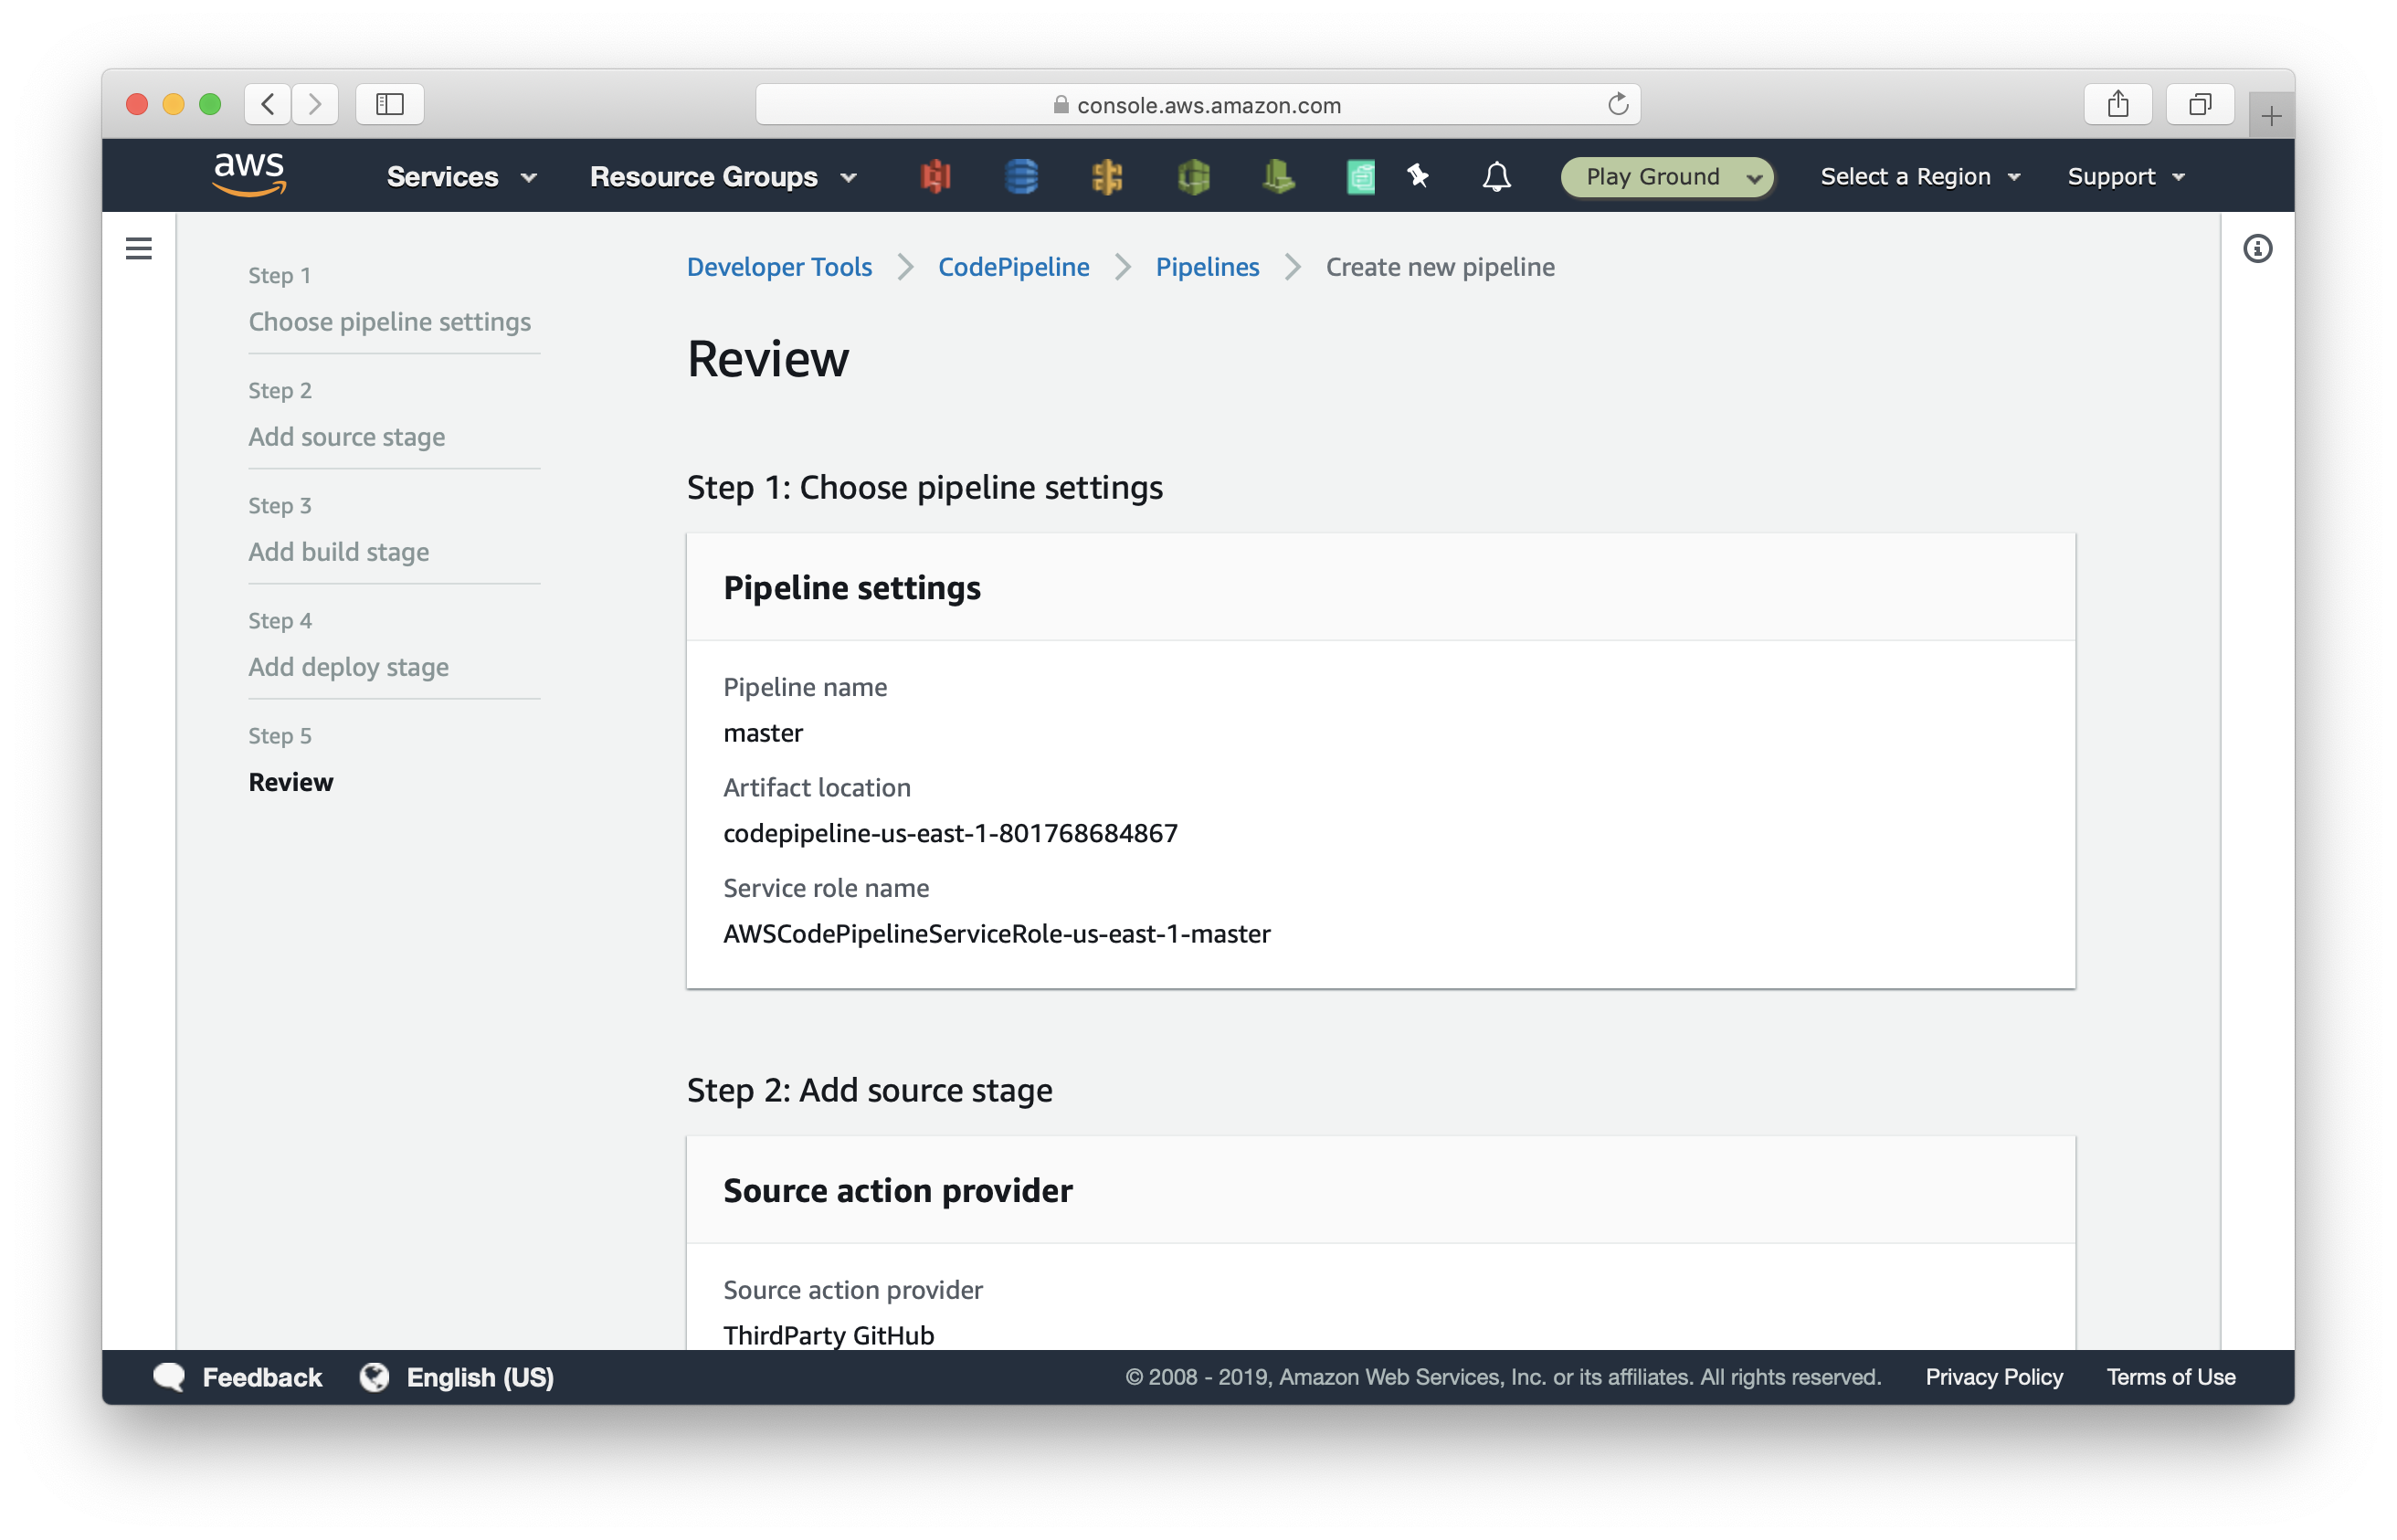 console.aws.amazon.com
aws
Services
Resource Groups
Play Ground
Select a Region
Support
Step 1
Choose pipeline settings
Step 2
Add source stage
Step 3
Add build stage
Step 4
Add deploy stage
Step 5
Review
Developer Tools
CodePipeline
Pipelines
Create new pipeline
Review
Step 1: Choose pipeline settings
Pipeline settings
Pipeline name
master
Artifact location
codepipeline-us-east-1-801768684867
Service role name
AWSCodePipelineServiceRole-us-east-1-master
Step 2: Add source stage
Source action provider
Source action provider
ThirdParty GitHub
Feedback
English (US)
© 2008 - 2019, Amazon Web Services, Inc. or its affiliates. All rights reserved.
Privacy Policy
Terms of Use